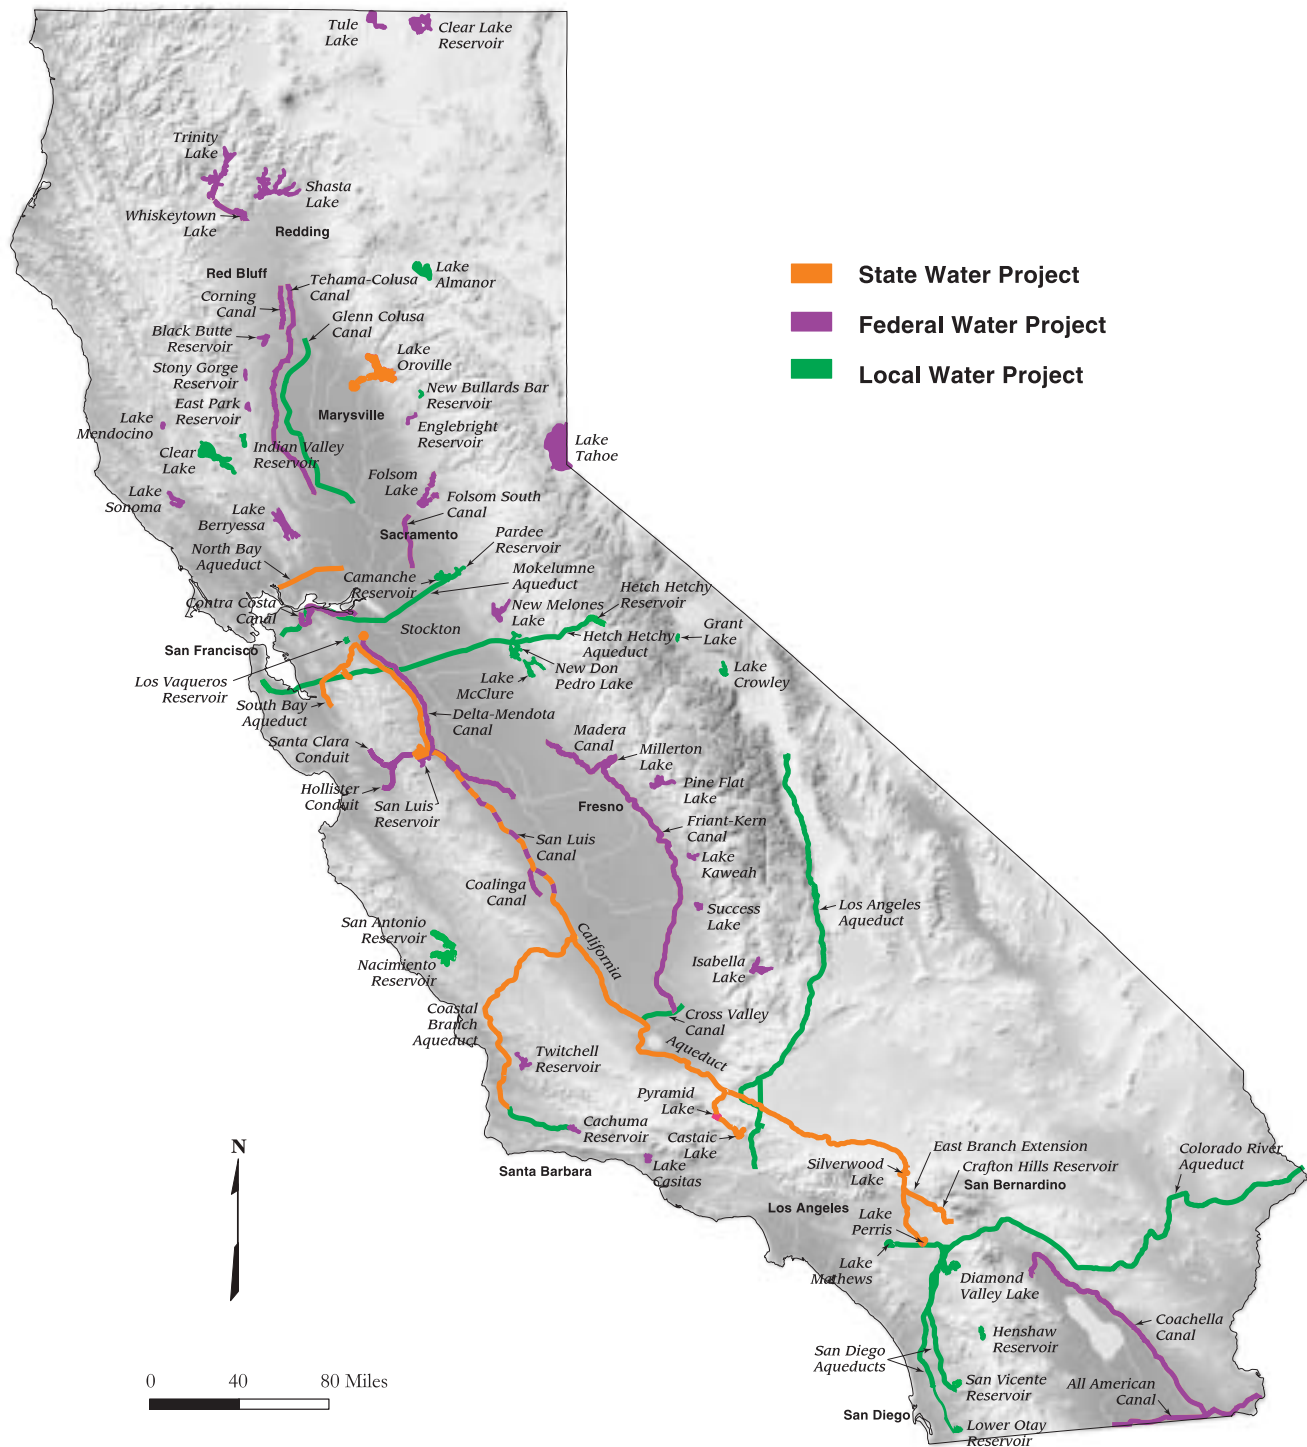 Tule
Lake
Clear Lake
Reservoir
Trinity
Lake
Shasta
Lake
Whiskeytown
Lake
Redding
Red Bluff
Lake
Almanor
Tehama-Colusa
Canal
Corning
Canal
Glenn Colusa
Canal
Black Butte
Reservoir
Lake
Oroville
Stony Gorge
Reservoir
New Bullards Bar
Reservoir
East Park
Reservoir
Marysville
Lake
Mendocino
Englebright
Reservoir
Clear
Lake
Indian Valley
Reservoir
Lake
Tahoe
Folsom
Lake
Lake
Sonoma
Folsom South
Canal
Lake
Berryessa
Sacramento
Pardee
Reservoir
North Bay
Aqueduct
Camanche
Reservoir
Mokelumne
Aqueduct
Hetch Hetchy
Reservoir
Contra Costa
Canal
New Melones
Lake
Stockton
Hetch Hetchy
Aqueduct
Grant
Lake
San Francisco
Los Vaqueros
Reservoir
New Don
Pedro Lake
Lake
McClure
Lake
Crowley
South Bay
Aqueduct
Delta-Mendota
Canal
Santa Clara
Conduit
Madera
Canal
Millerton
Lake
Hollister
Conduit
San Luis
Reservoir
Pine Flat
Lake
Fresno
Friant-Kern
Canal
San Luis
Canal
Lake
Kaweah
Coalinga
Canal
Success
Lake
Los Angeles
Aqueduct
San Antonio
Reservoir
Nacimiento
Reservoir
California
Aqueduct
Isabella
Lake
Coastal
Branch
Aqueduct
Cross Valley
Canal
Twitchell
Reservoir
Pyramid
Lake
Cachuma
Reservoir
Castaic
Lake
Santa Barbara
Lake
Casitas
Silverwood
Lake
East Branch Extension
Crafton Hills Reservoir
San Bernardino
Colorado River
Aqueduct
Los Angeles
Lake
Perris
Lake
Mathews
Diamond
Valley Lake
Coachella
Canal
Henshaw
Reservoir
San Diego
Aqueducts
San Vicente
Reservoir
All American
Canal
San Diego
Lower Otay
Reservoir
State Water Project
Federal Water Project
Local Water Project
N
0 40 80 Miles